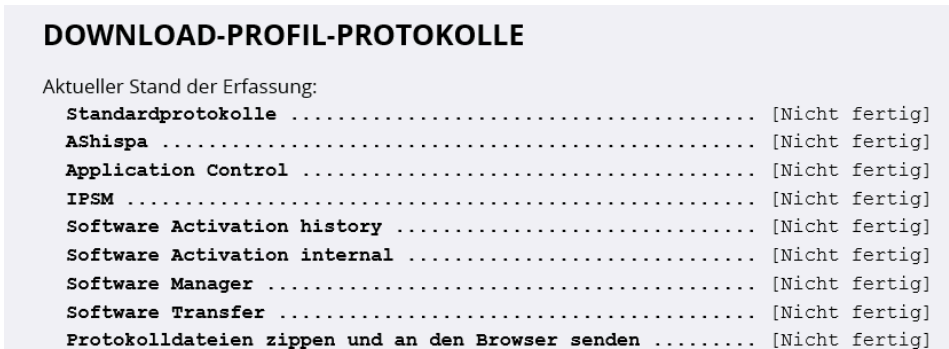 DOWNLOAD-PROFIL-PROTOKOLLE
Aktueller Stand der Erfassung:
Standardprotokolle ........................................ [Nicht fertig]
AShispa ................................................... [Nicht fertig]
Application Control ....................................... [Nicht fertig]
IPSM ...................................................... [Nicht fertig]
Software Activation history ............................... [Nicht fertig]
Software Activation internal .............................. [Nicht fertig]
Software Manager .......................................... [Nicht fertig]
Software Transfer ......................................... [Nicht fertig]
Protokolldateien zippen und an den Browser senden ......... [Nicht fertig]